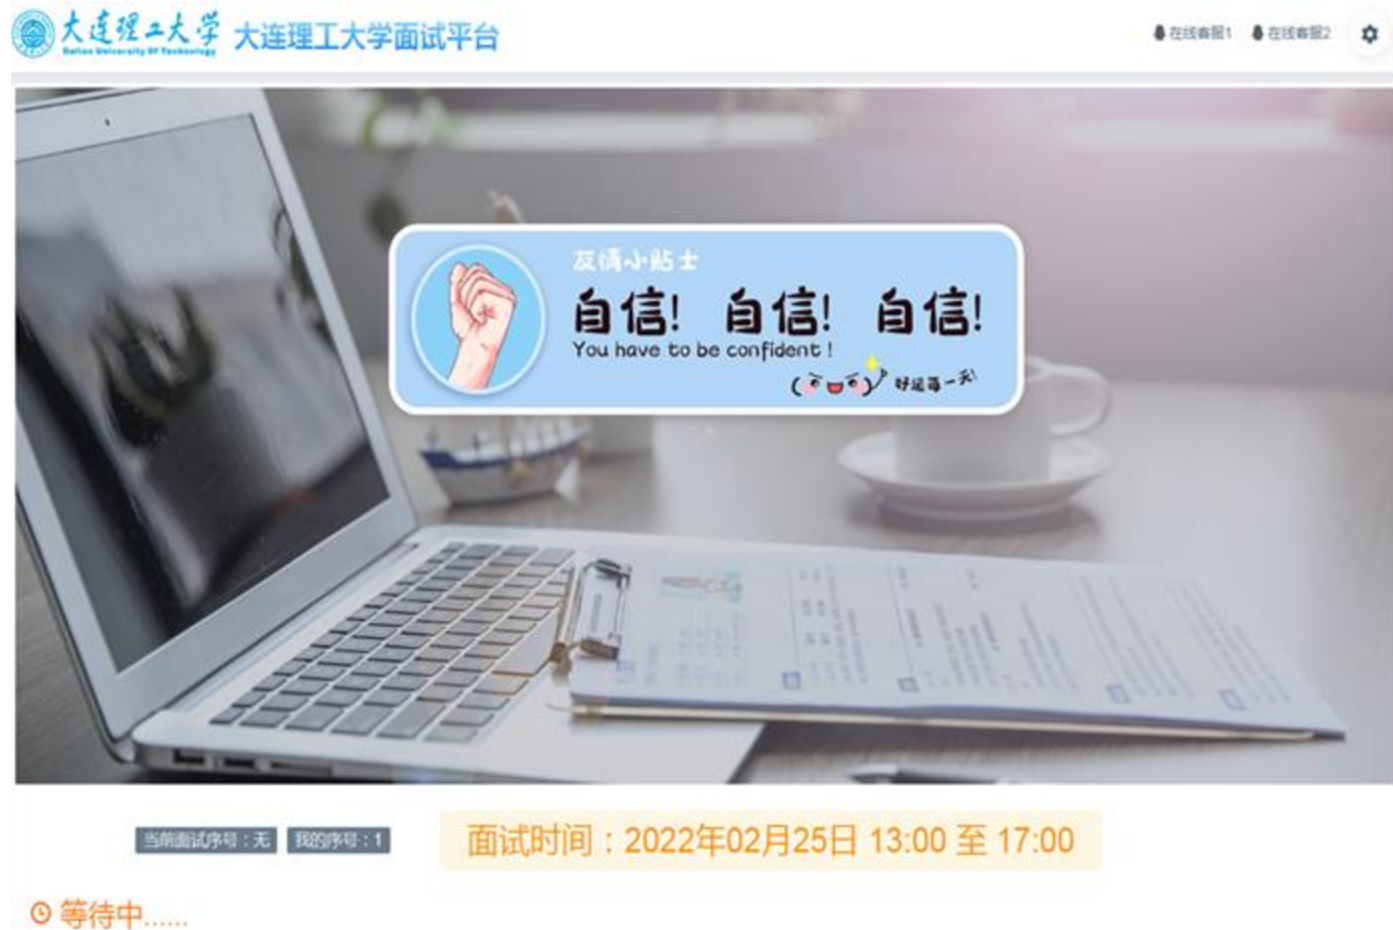 大连理工大学
Dalian University Of Technology
大连理工大学面试平台
在线客服1 在线客服2
友情小贴士
自信! 自信! 自信!
You have to be confident !
好运每一天!
当前面试序号：无 我的序号：1
面试时间：2022年02月25日 13:00 至 17:00
等待中......